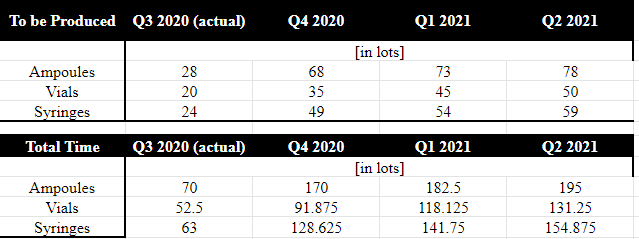 To be Produced Q3 2020 (actual) Q4 2020 Q1 2021 Q2 2021
[in lots]
Ampoules 28 68 73 78
Vials 20 35 45 50
Syringes 24 49 54 59
Total Time Q3 2020 (actual) Q4 2020 Q1 2021 Q2 2021
[in lots]
Ampoules 70 170 182.5 195
Vials 52.5 91.875 118.125 131.25
Syringes 63 128.625 141.75 154.875